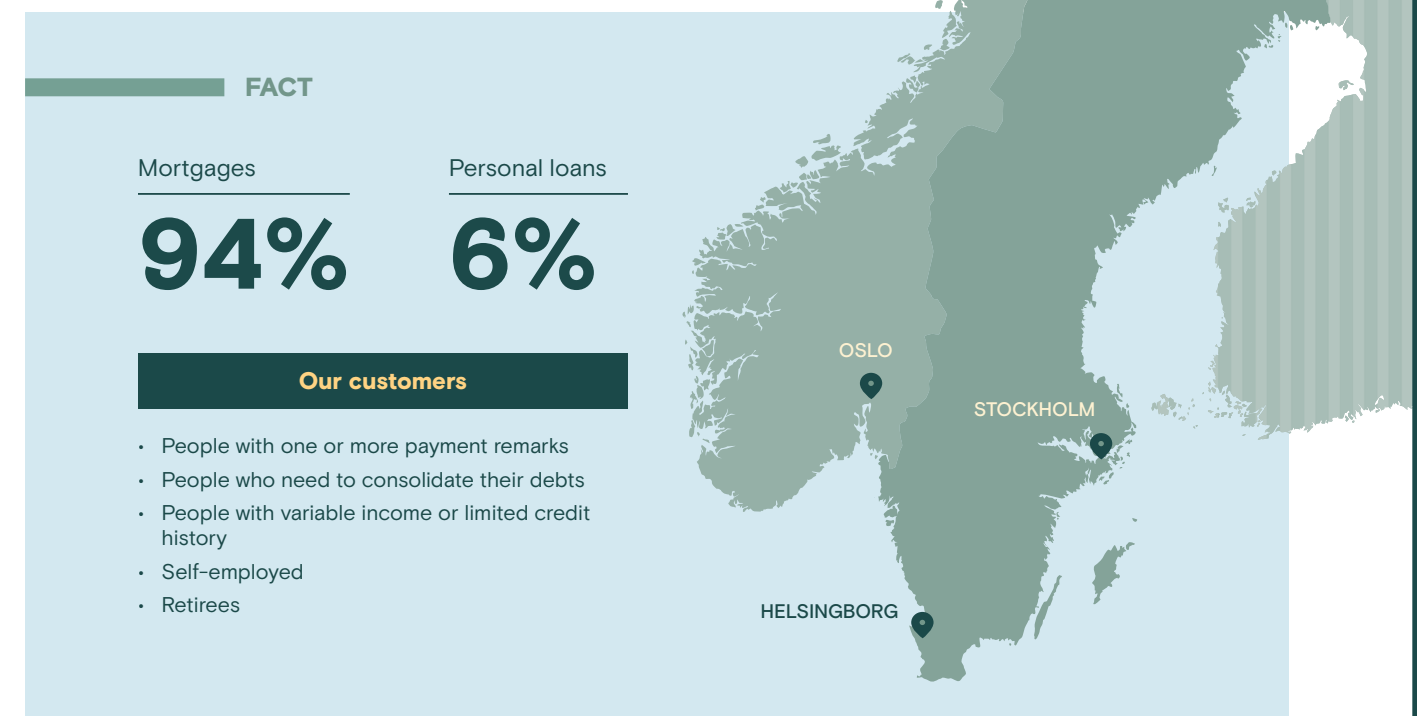 FACT
Mortgages
94%
Personal loans
6%
Our customers
• People with one or more payment remarks
• People who need to consolidate their debts
• People with variable income or limited credit
history
• Self-employed
• Retirees
OSLO
STOCKHOLM
HELSINGBORG